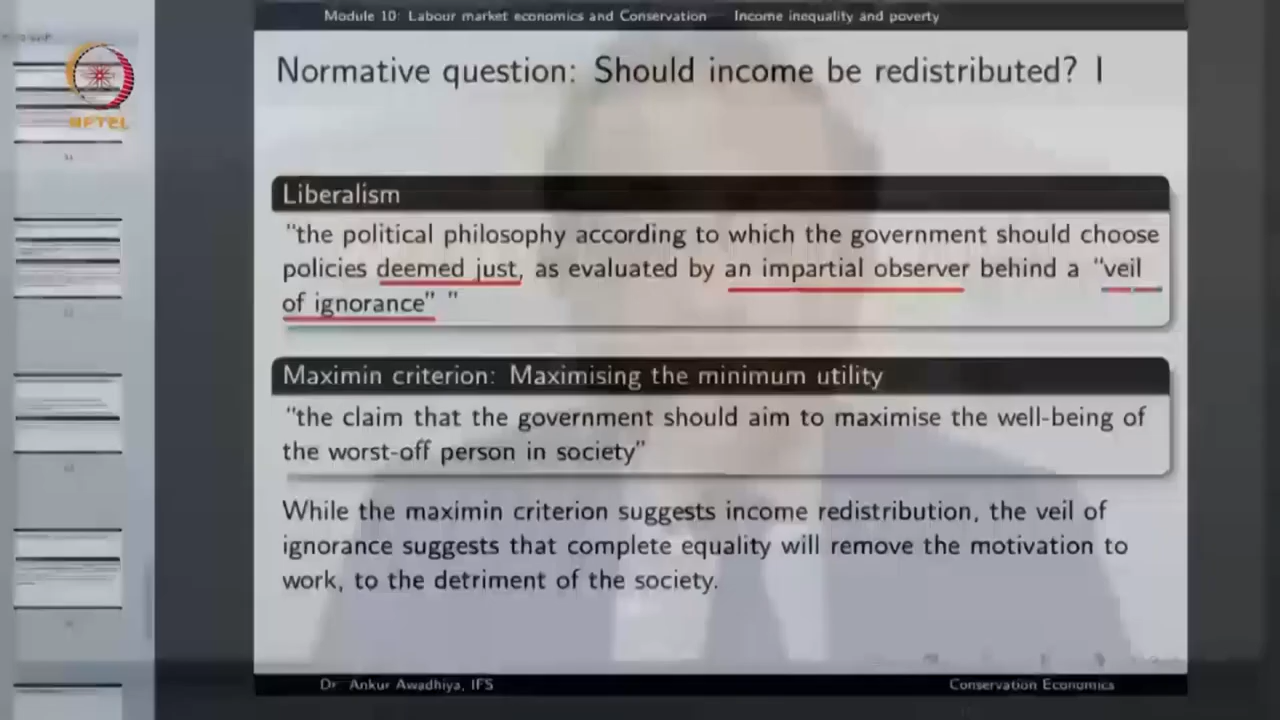 Module 10: Labour market economics and Conservation Income inequality and poverty
NPTEL
Normative question: Should income be redistributed? I
Liberalism
"the political philosophy according to which the government should choose
policies deemed just, as evaluated by an impartial observer behind a "veil
of ignorance" "
Maximin criterion: Maximising the minimum utility
"the claim that the government should aim to maximise the well-being of
the worst-off person in society"
While the maximin criterion suggests income redistribution, the veil of
ignorance suggests that complete equality will remove the motivation to
work, to the detriment of the society.
Dr. Ankur Awadhiya, IFS
Conservation Economics